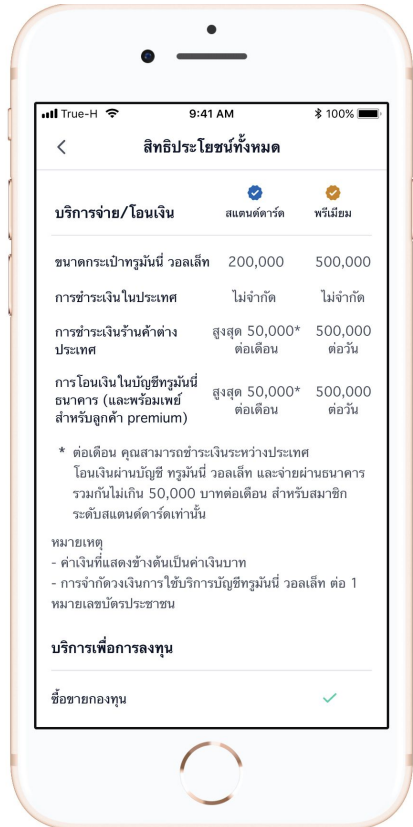 True-H 9:41 AM 100%
สิทธิประโยชน์ทั้งหมด
บริการจ่าย/โอนเงิน สแตนด์ดาร์ด พรีเมียม
ขนาดกระเป๋าทรูมันนี่ วอลเล็ท 200,000 500,000
การชำระเงินในประเทศ ไม่จำกัด ไม่จำกัด
การชำระเงินร้านค้าต่าง สูงสุด 50,000* 500,000
ประเทศ ต่อเดือน ต่อวัน
การโอนเงินในบัญชีทรูมันนี่
ธนาคาร (และพร้อมเพย์ สูงสุด 50,000* 500,000
สำหรับลูกค้า premium) ต่อเดือน ต่อวัน
* ต่อเดือน คุณสามารถชำระเงินระหว่างประเทศ
โอนเงินผ่านบัญชี ทรูมันนี่ วอลเล็ท และจ่ายผ่านธนาคาร
รวมกันไม่เกิน 50,000 บาทต่อเดือน สำหรับสมาชิก
ระดับสแตนด์ดาร์ดเท่านั้น
หมายเหตุ
- ค่าเงินที่แสดงข้างต้นเป็นค่าเงินบาท
- การจำกัดวงเงินการใช้บริการบัญชีทรูมันนี่ วอลเล็ท ต่อ 1
หมายเลขบัตรประชาชน
บริการเพื่อการลงทุน
ซื้อขายกองทุน